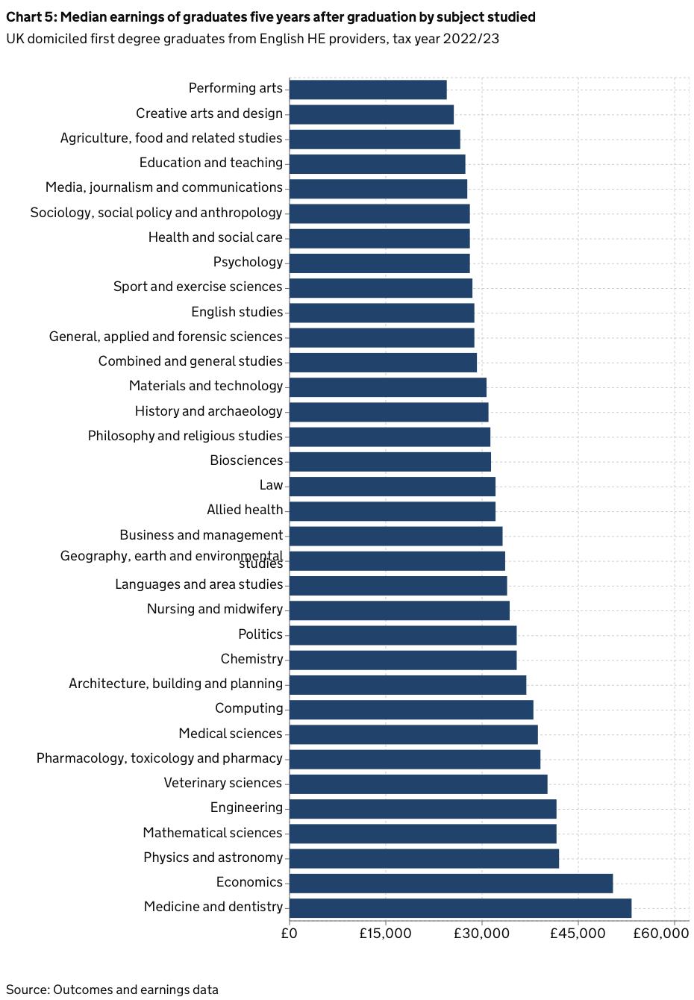 Chart 5: Median earnings of graduates five years after graduation by subject studied
UK domiciled first degree graduates from English HE providers, tax year 2022/23
Performing arts
Creative arts and design
Agriculture, food and related studies
Education and teaching
Media, journalism and communications
Sociology, social policy and anthropology
Health and social care
Psychology
Sport and exercise sciences
English studies
General, applied and forensic sciences
Combined and general studies
Materials and technology
History and archaeology
Philosophy and religious studies
Biosciences
Law
Allied health
Business and management
Geography, earth and environmental
studies
Languages and area studies
Nursing and midwifery
Politics
Chemistry
Architecture, building and planning
Computing
Medical sciences
Pharmacology, toxicology and pharmacy
Veterinary sciences
Engineering
Mathematical sciences
Physics and astronomy
Economics
Medicine and dentistry
£0 £15,000 £30,000 £45,000 £60,000
Source: Outcomes and earnings data